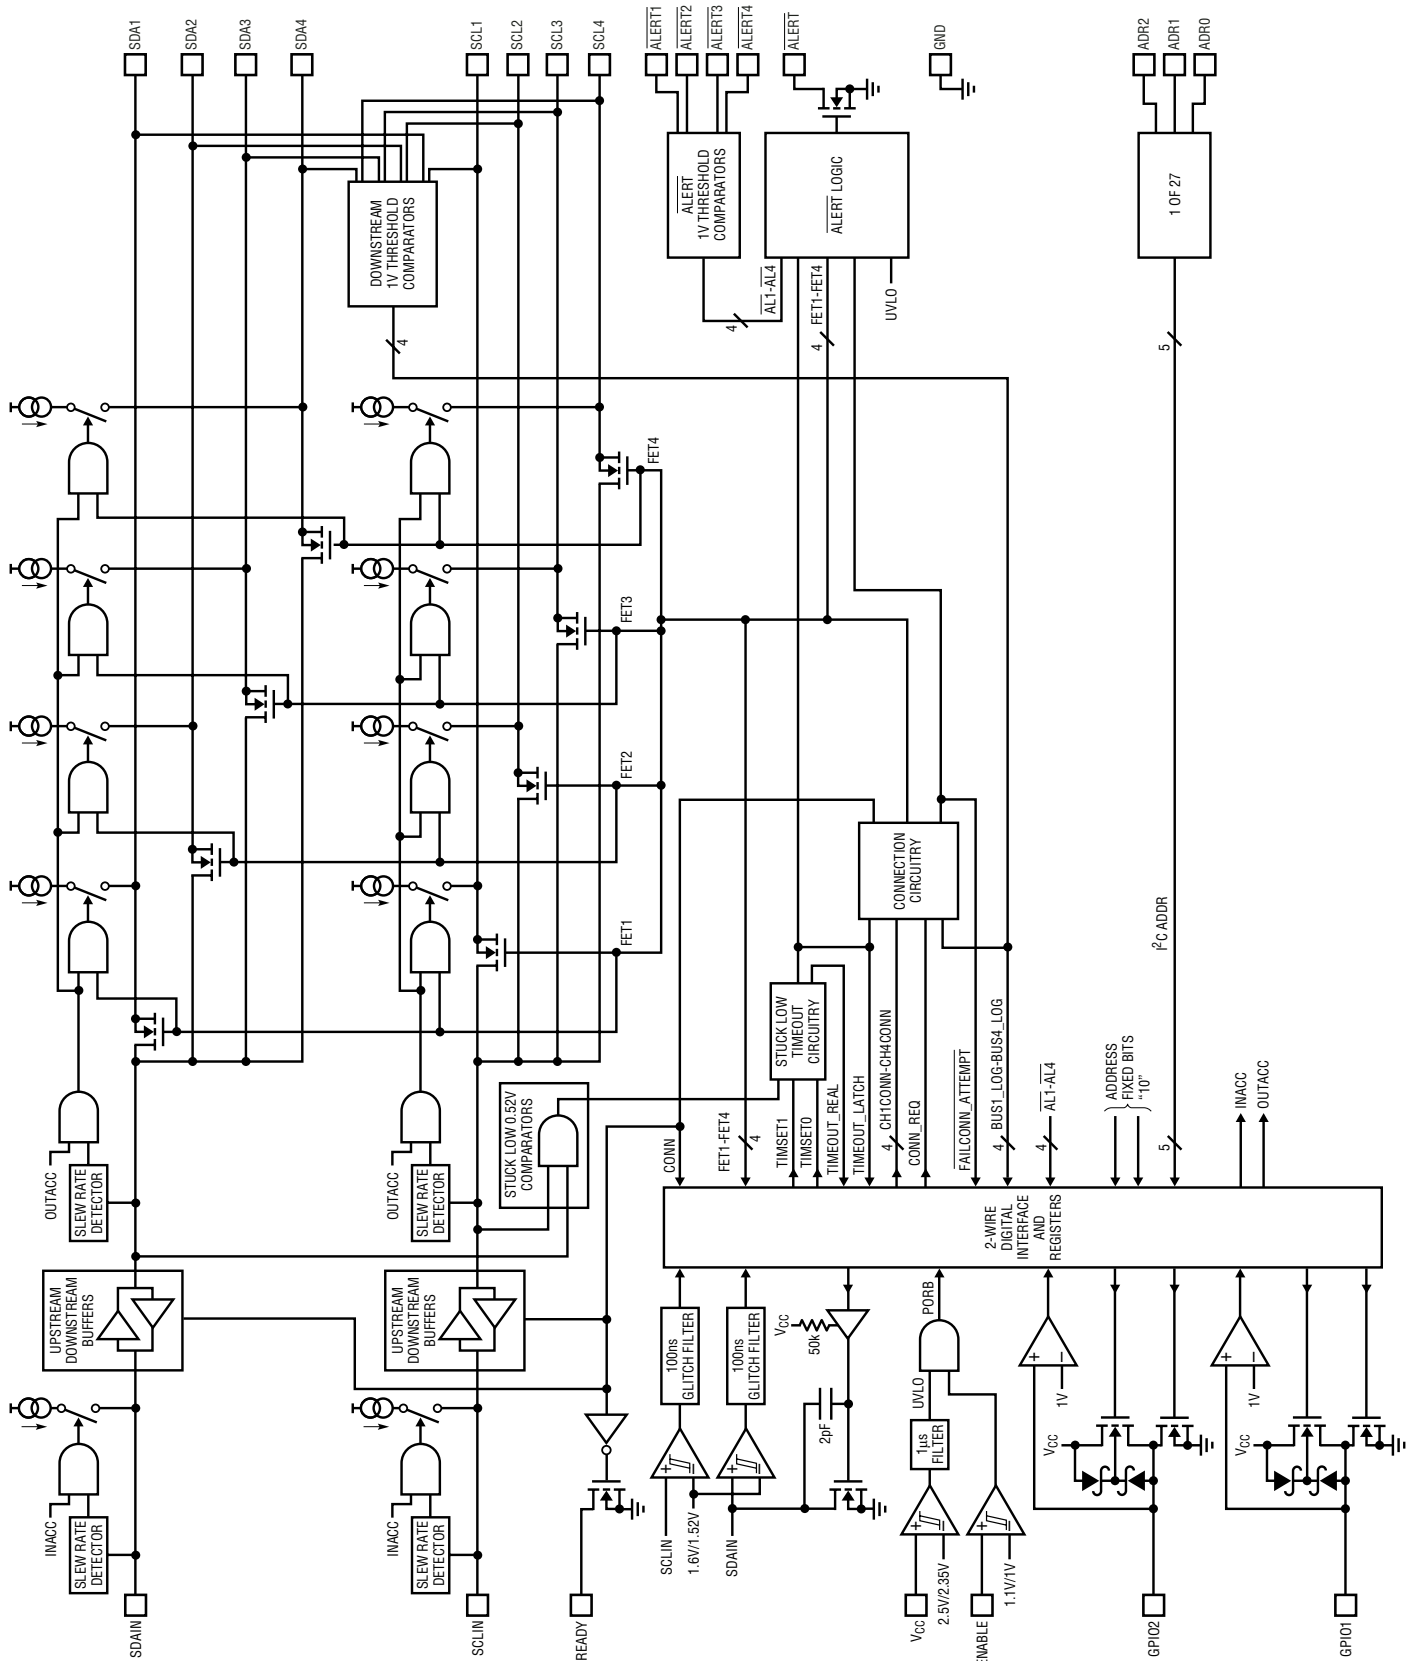 SDA1
SDA2
SDA3
SDA4
SCL1
SCL2
SCL3
SCL4
ALERT1
ALERT2
ALERT3
ALERT4
ALERT
GND
ADR2
ADR1
ADR0
DOWNSTREAM
1V THRESHOLD
COMPARATORS
4
ALERT
1V THRESHOLD
COMPARATORS
4
AL1-AL4
ALERT LOGIC
FET1-FET4
4
UVLO
1 OF 27
5
FET4
FET3
FET2
FET1
CONNECTION
CIRCUITRY
I2C ADDR
STUCK LOW
TIMEOUT
CIRCUITRY
STUCK LOW 0.52V
COMPARATORS
OUTACC
SLEW RATE
DETECTOR
OUTACC
SLEW RATE
DETECTOR
CONN
FET1-FET4
4
TIMSET1
TIMSET0
TIMEOUT_REAL
TIMEOUT_LATCH
CH1CONN-CH4CONN
4
CONN_REQ
FAILCONN_ATTEMPT
BUS1_LOG-BUS4_LOG
4
AL1-AL4
4
ADDRESS
FIXED BITS
“10”
5
INACC
OUTACC
2-WIRE
DIGITAL
INTERFACE
AND
REGISTERS
UPSTREAM
DOWNSTREAM
BUFFERS
UPSTREAM
DOWNSTREAM
BUFFERS
100ns
GLITCH FILTER
100ns
GLITCH FILTER
VCC
50k
2pF
PORB
UVLO
1µs
FILTER
+
–
1V
+
–
1V
VCC
VCC
INACC
SLEW RATE
DETECTOR
INACC
SLEW RATE
DETECTOR
+
–
SCLIN
1.6V/1.52V
+
–
SDAIN
+
–
2.5V/2.35V
+
–
1.1V/1V
SDAIN
SCLIN
READY
VCC
ENABLE
GPIO2
GPIO1